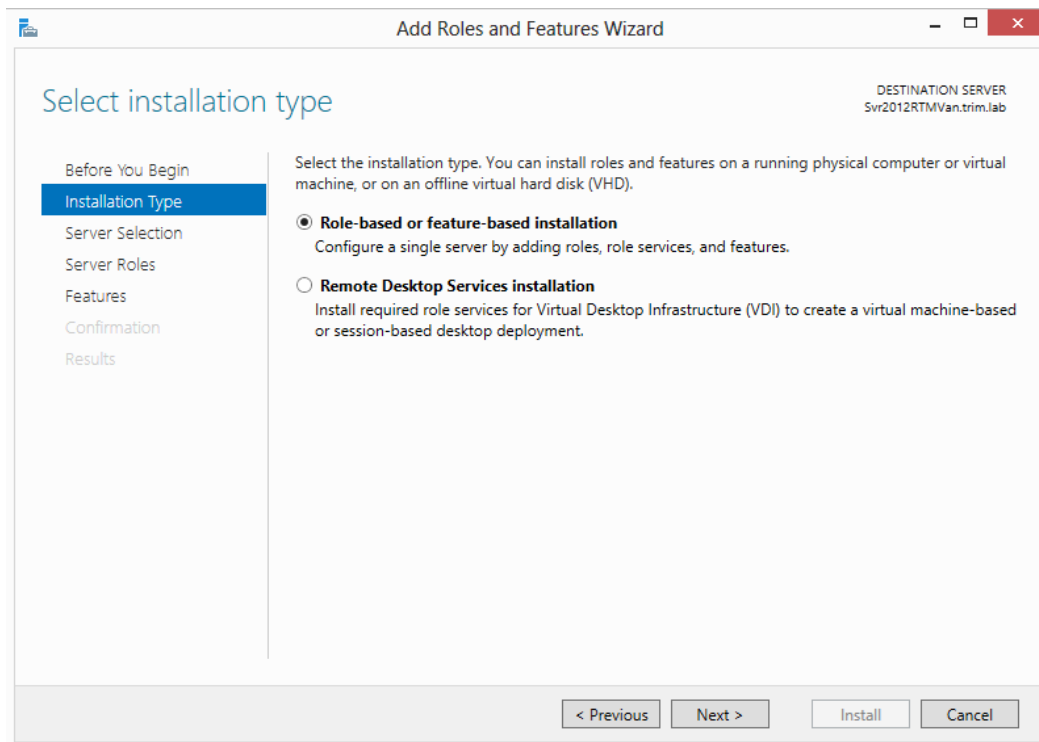 Add Roles and Features Wizard
Select installation type
DESTINATION SERVER
Svr2012RTMVan.trim.lab
Before You Begin
Installation Type
Server Selection
Server Roles
Features
Confirmation
Results
Select the installation type. You can install roles and features on a running physical computer or virtual
machine, or on an offline virtual hard disk (VHD).
Role-based or feature-based installation
Configure a single server by adding roles, role services, and features.
Remote Desktop Services installation
Install required role services for Virtual Desktop Infrastructure (VDI) to create a virtual machine-based
or session-based desktop deployment.
< Previous
Next >
Install
Cancel